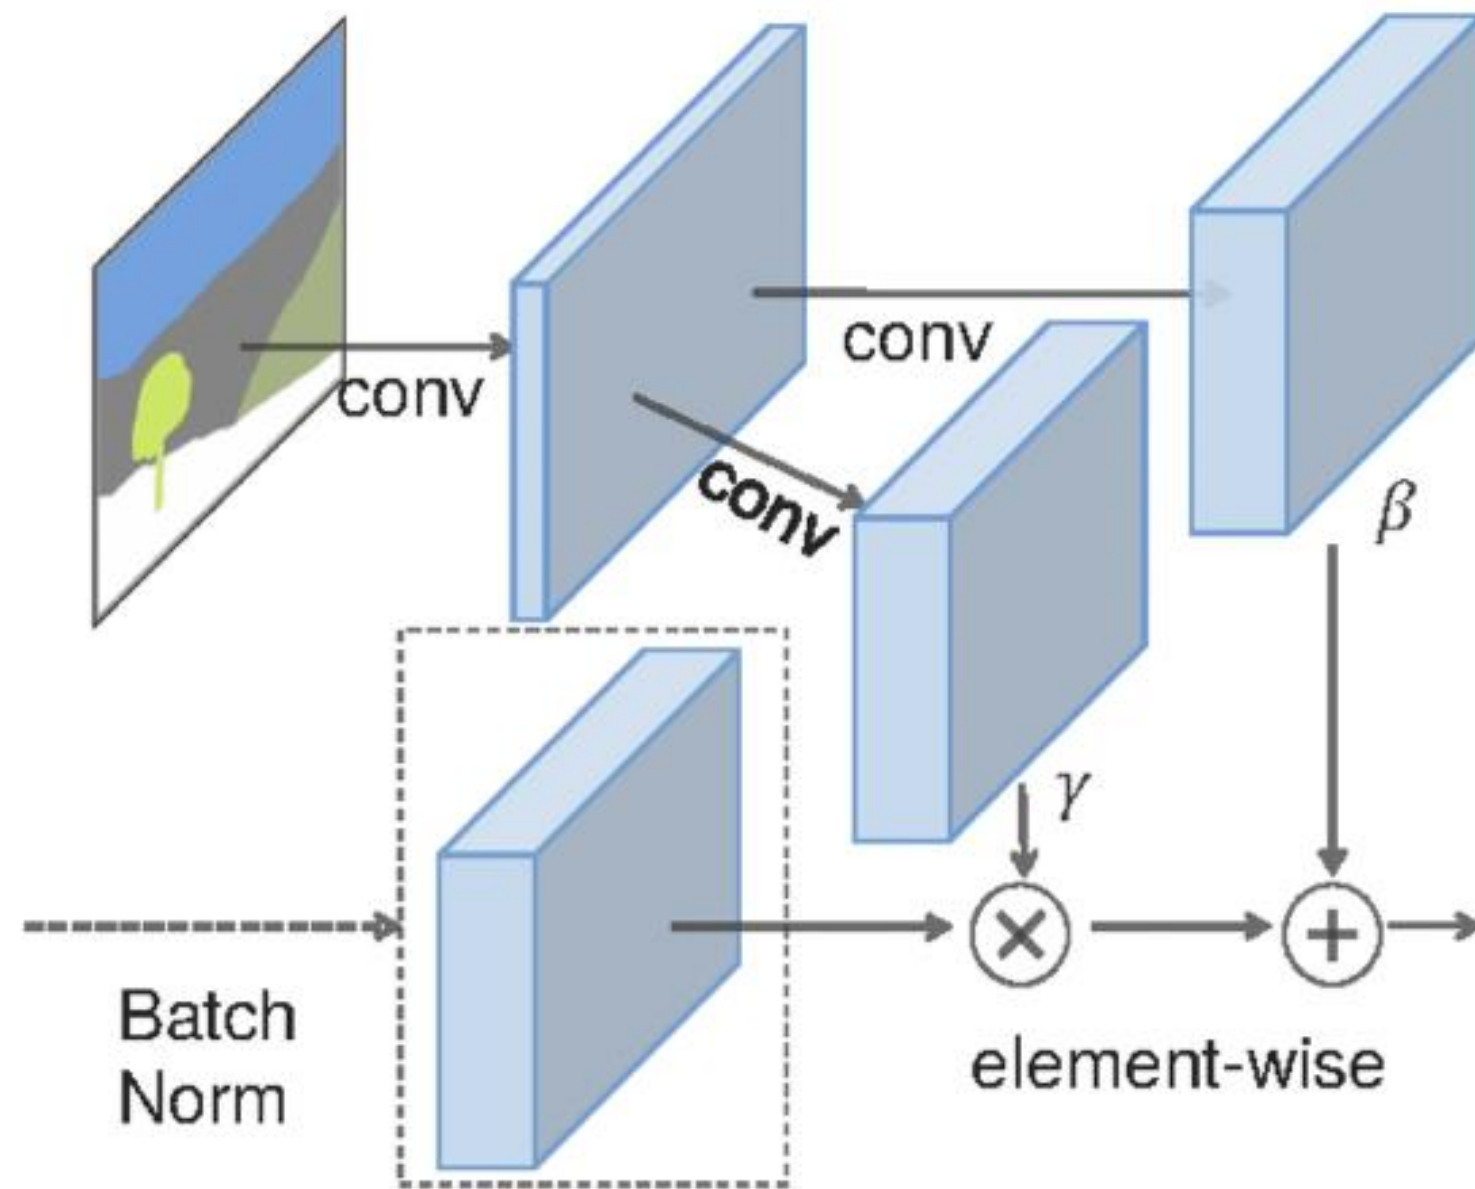 conv
conv
conv
β
γ
Batch
Norm
element-wise